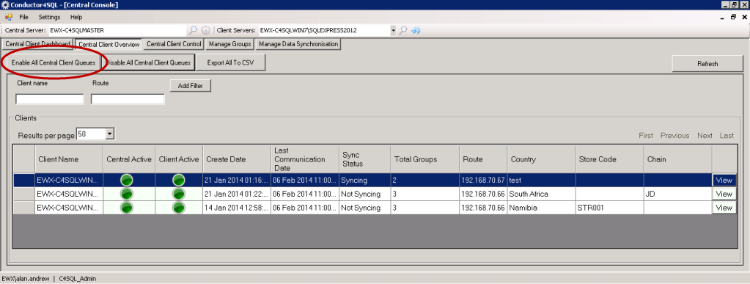 Conductor4SQL - [Central Console]
File Settings Help
Central Server: EWX-C4SQLMASTER Client Servers: EWX-C4SQLWIN7\SQLEXPRESS2012
Central Client Dashboard Central Client Overview Central Client Control Manage Groups Manage Data Synchronisation
Enable All Central Client Queues Disable All Central Client Queues Export All To CSV Refresh
Client name Route Add Filter
Clients
Results per page 50 First Previous Next Last
Client Name Central Active Client Active Create Date Last Communication Date Sync Status Total Groups Route Country Store Code Chain
EWX-C4SQLWIN... 21 Jan 2014 01:16:... 06 Feb 2014 11:00... Syncing 2 192.168.70.67 test View
EWX-C4SQLWIN... 21 Jan 2014 01:22:... 06 Feb 2014 11:00... Not Syncing 3 192.168.70.66 South Africa JD View
EWX-C4SQLWIN... 14 Jan 2014 12:58:... 06 Feb 2014 11:00... Not Syncing 3 192.168.70.66 Namibia STR001 View
EWX\alan.andrew | C4SQL_Admin